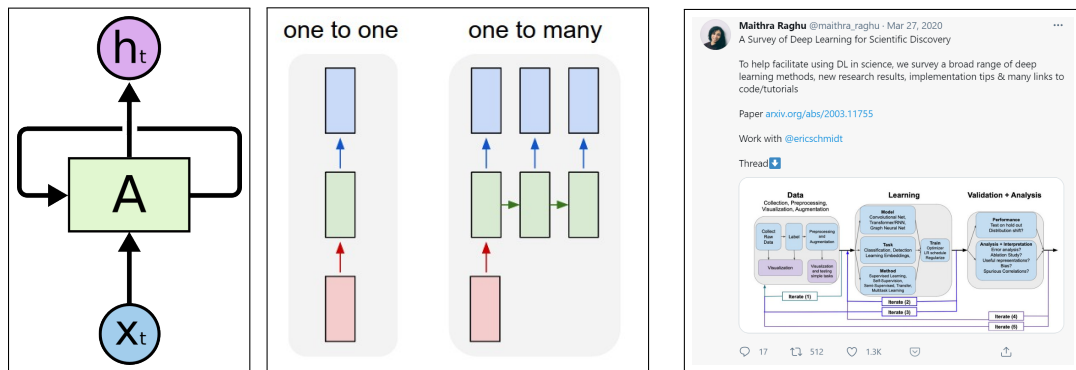 ht
A
xt
one to one
one to many
Maithra Raghu @maithra_raghu · Mar 27, 2020
A Survey of Deep Learning for Scientific Discovery
To help facilitate using DL in science, we survey a broad range of deep
learning methods, new research results, implementation tips & many links to
code/tutorials
Paper arxiv.org/abs/2003.11755
Work with @ericschmidt
Thread
Data
Collection, Preprocessing,
Visualization, Augmentation
Collect
Raw
Data
Label
Preprocessing
and
Augmentation
Visualization
Visualization
and testing
simple tasks
Learning
Model
Convolutional Net,
Transformer/RNN,
Graph Neural Net
Task
Classification, Detection
Learning Embeddings,
Method
Supervised Learning,
Self-Supervision,
Semi-Supervised, Transfer,
Multitask Learning
Train
Optimizer
LR schedule
Regularize
Validation + Analysis
Performance
Test on hold out
Distribution shift?
Analysis + Interpretation
Error analysis?
Ablation Study?
Useful representations?
Bias?
Spurious Correlations?
Iterate (1)
Iterate (2)
Iterate (3)
Iterate (4)
Iterate (5)
17
512
1.3K